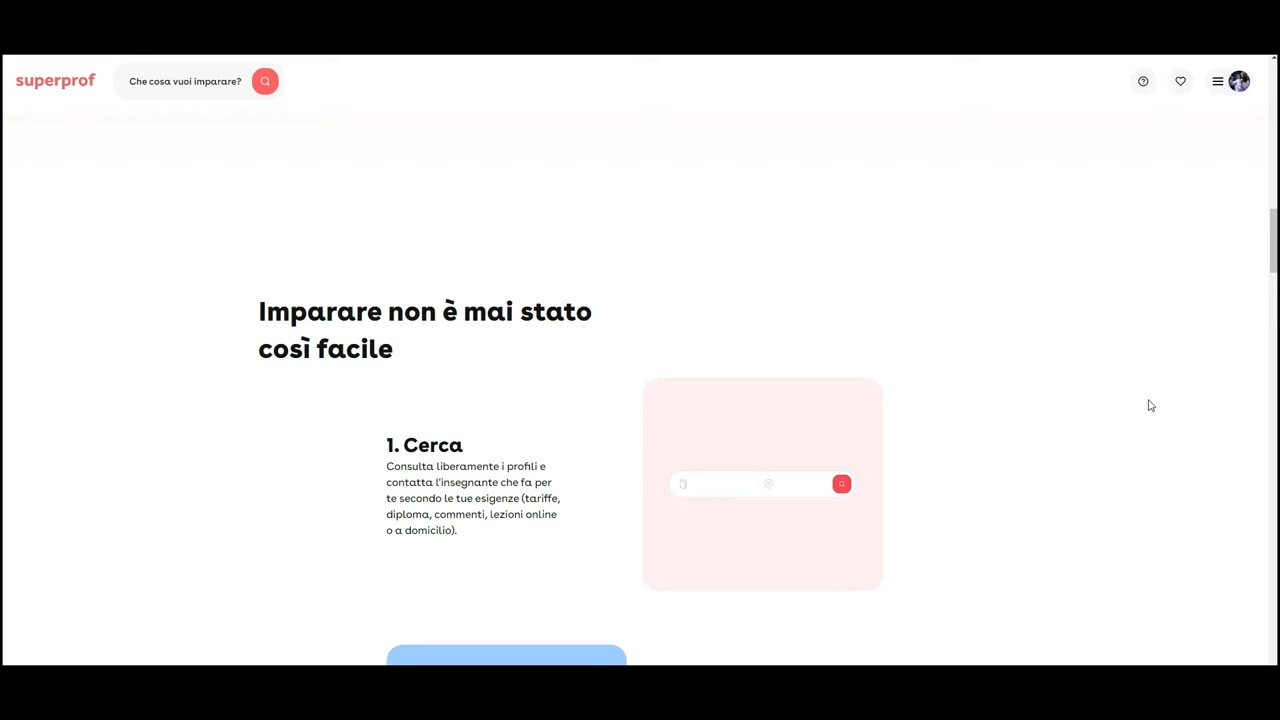 superprof
Che cosa vuoi imparare?
Imparare non è mai stato
così facile
1. Cerca
Consulta liberamente i profili e
contatta l'insegnante che fa per
te secondo le tue esigenze (tariffe,
diploma, commenti, lezioni online
o a domicilio).